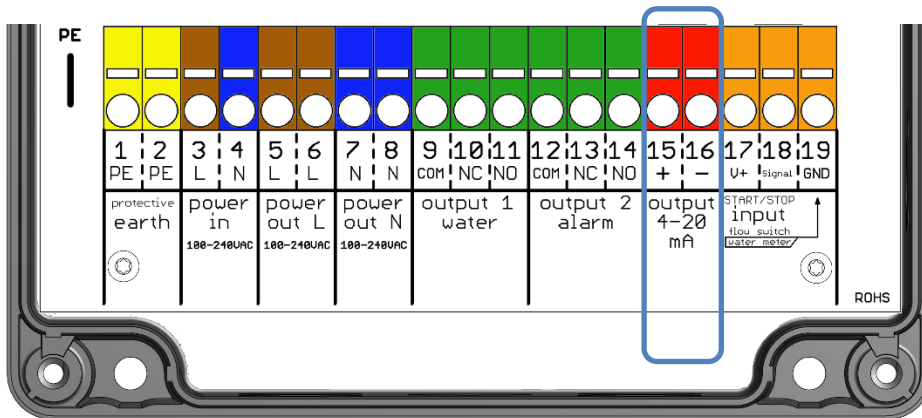 PE
1 2 3 4 5 6 7 8 9 10 11 12 13 14 15 16 17 18 19
PE PE L N L L N N COM NC NO COM NC NO + - V+ Signal GND
protective earth
power in
100-240VAC
power out L
100-240VAC
power out N
100-240VAC
output 1
water
output 2
alarm
output
4-20
mA
START/STOP
input
flow switch
water meter
ROHS